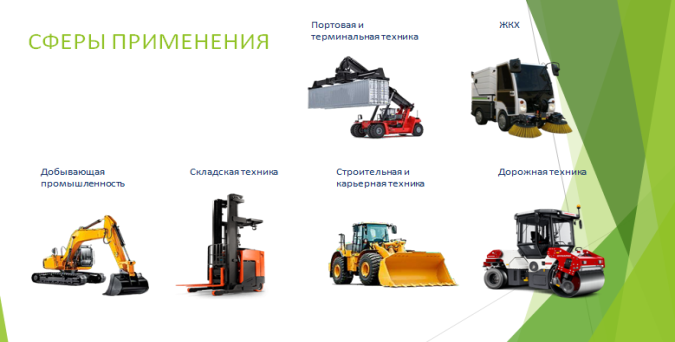 СФЕРЫ ПРИМЕНЕНИЯ
Портовая и
терминальная техника
ЖКХ
Добывающая
промышленность
Складская техника
Строительная и
карьерная техника
Дорожная техника